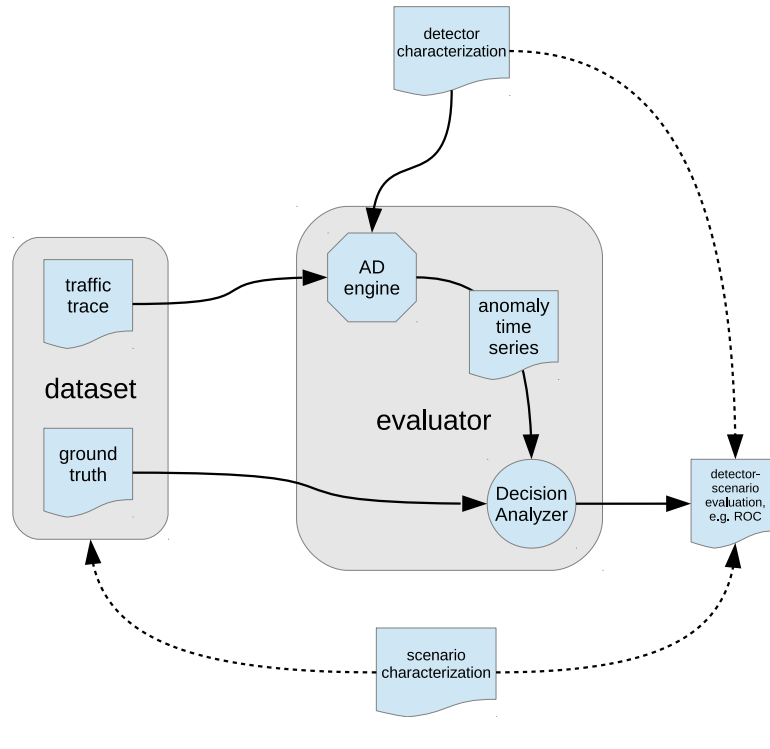 detector
characterization
AD
engine
traffic
trace
anomaly
time
series
dataset
evaluator
ground
truth
Decision
Analyzer
detector-
scenario
evaluation,
e.g. ROC
scenario
characterization